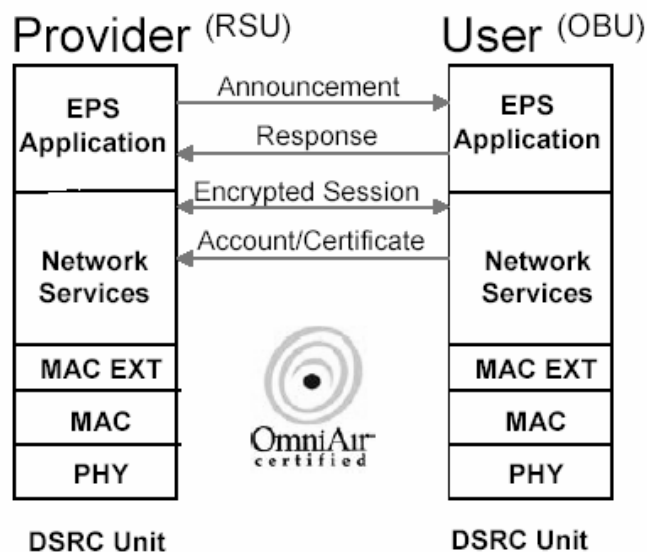 Provider (RSU)
User (OBU)
EPS
Application
Announcement
Response
EPS
Application
Encrypted Session
Account/Certificate
Network
Services
Network
Services
MAC EXT
MAC EXT
MAC
MAC
PHY
PHY
OmniAir
certified
DSRC Unit
DSRC Unit